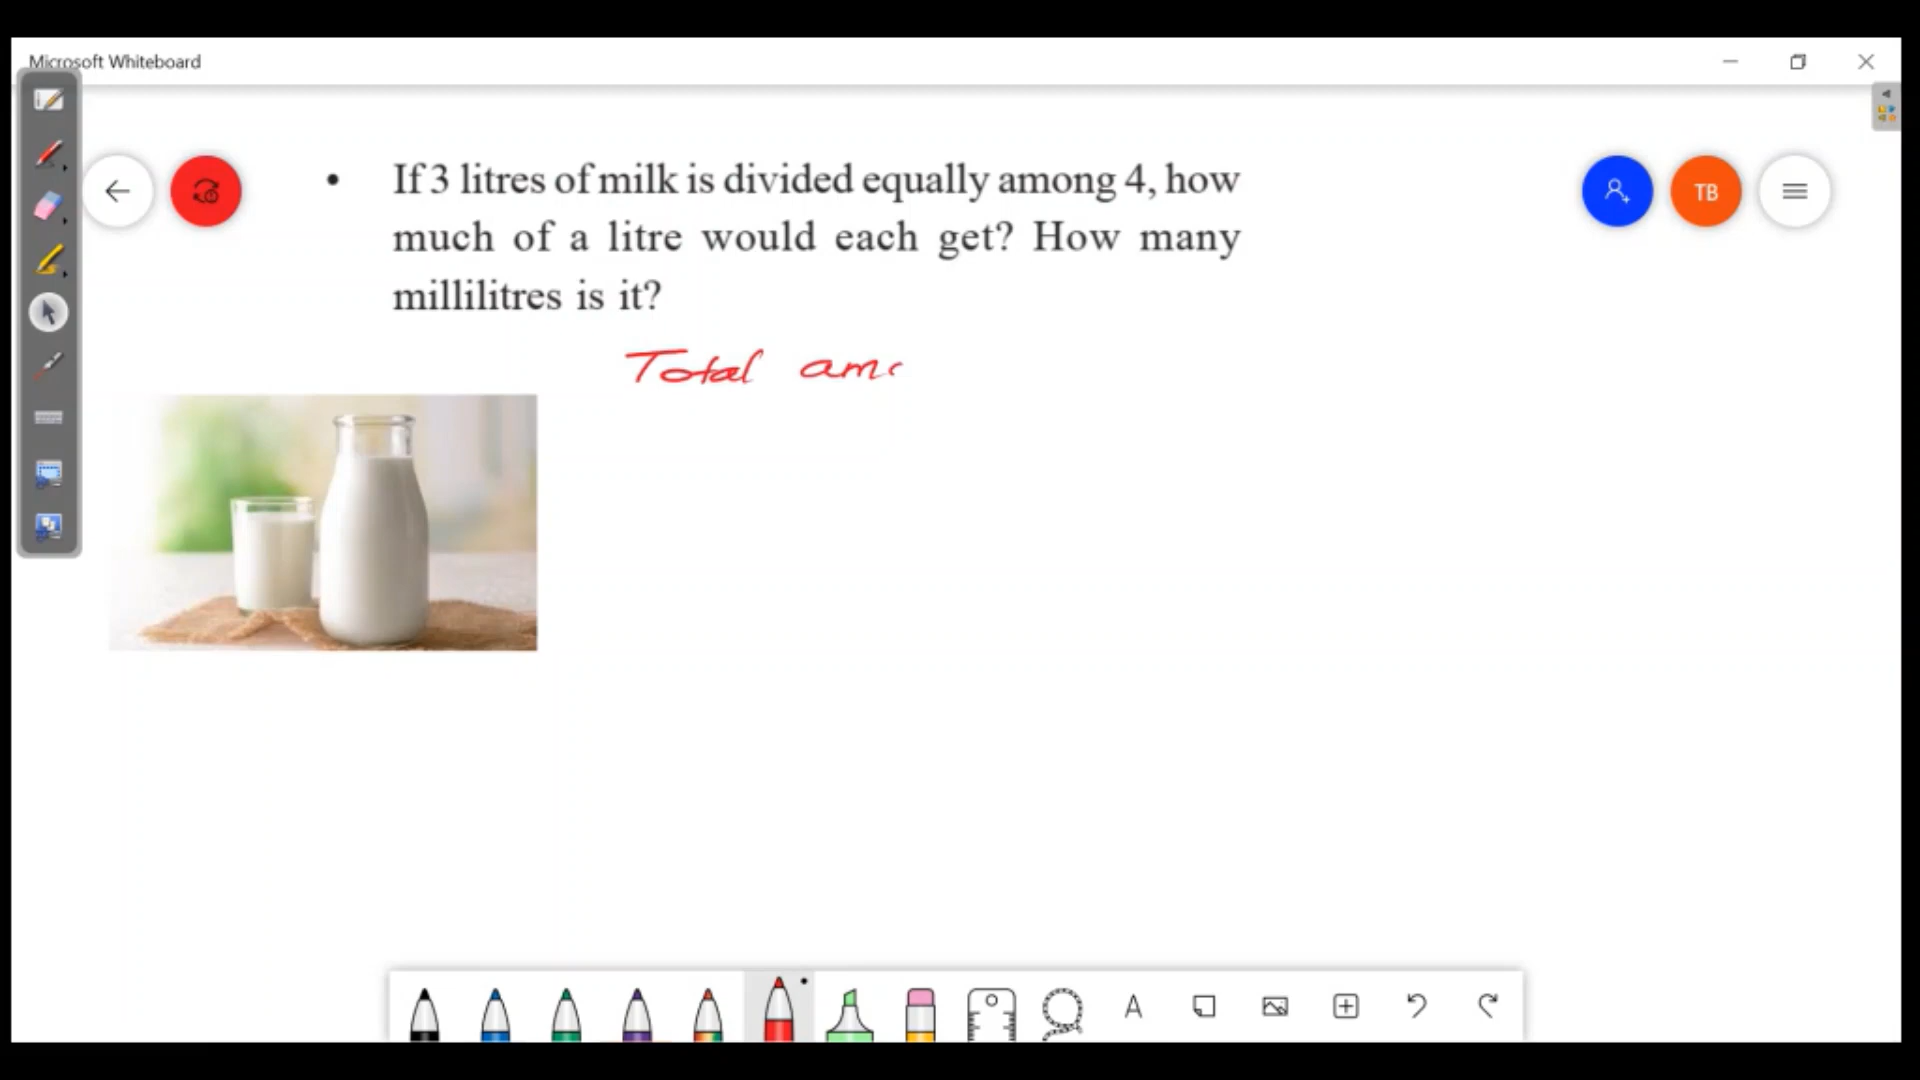 Microsoft Whiteboard
TB
• If 3 litres of milk is divided equally among 4, how
much of a litre would each get? How many
millilitres is it?
Total amo
A